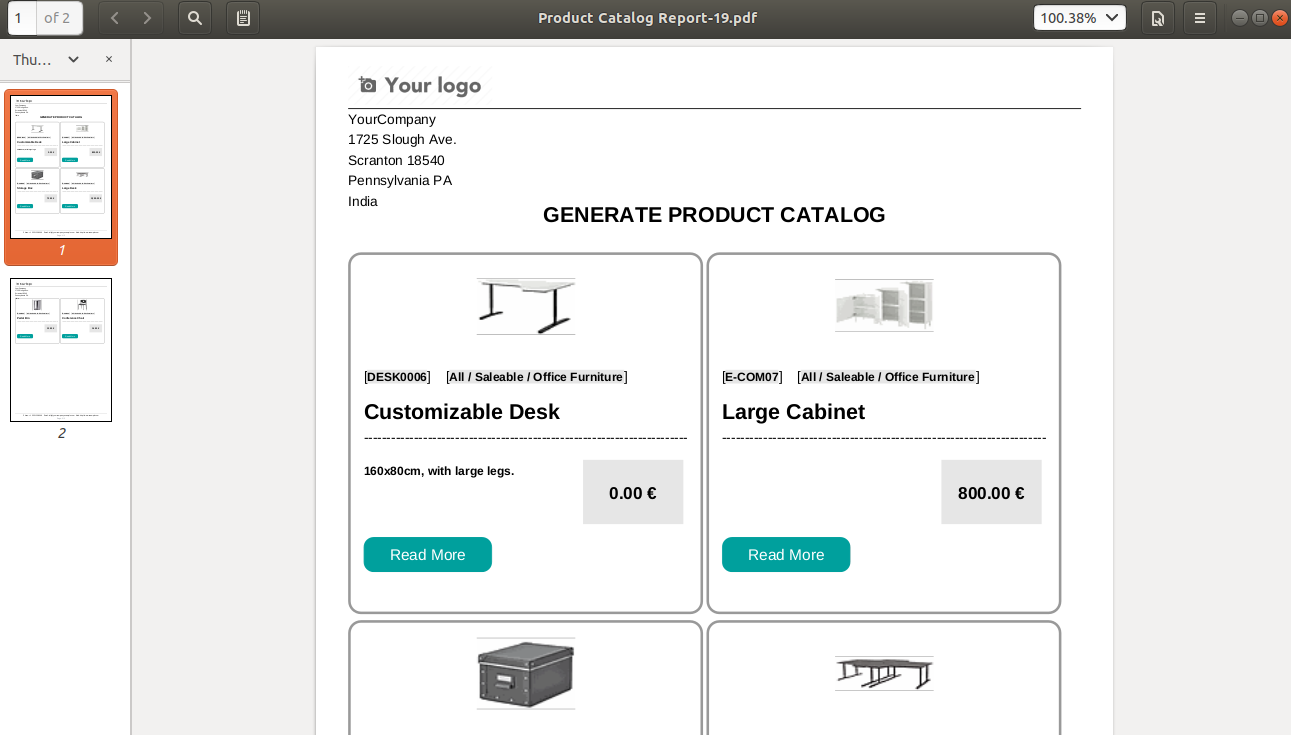 1 of 2
Product Catalog Report-19.pdf
100.38%
Thu...
1
2
Your logo
YourCompany
1725 Slough Ave.
Scranton 18540
Pennsylvania PA
India
GENERATE PRODUCT CATALOG
[DESK0006] [All / Saleable / Office Furniture]
Customizable Desk
160x80cm, with large legs.
0.00 €
Read More
[E-COM07] [All / Saleable / Office Furniture]
Large Cabinet
800.00 €
Read More